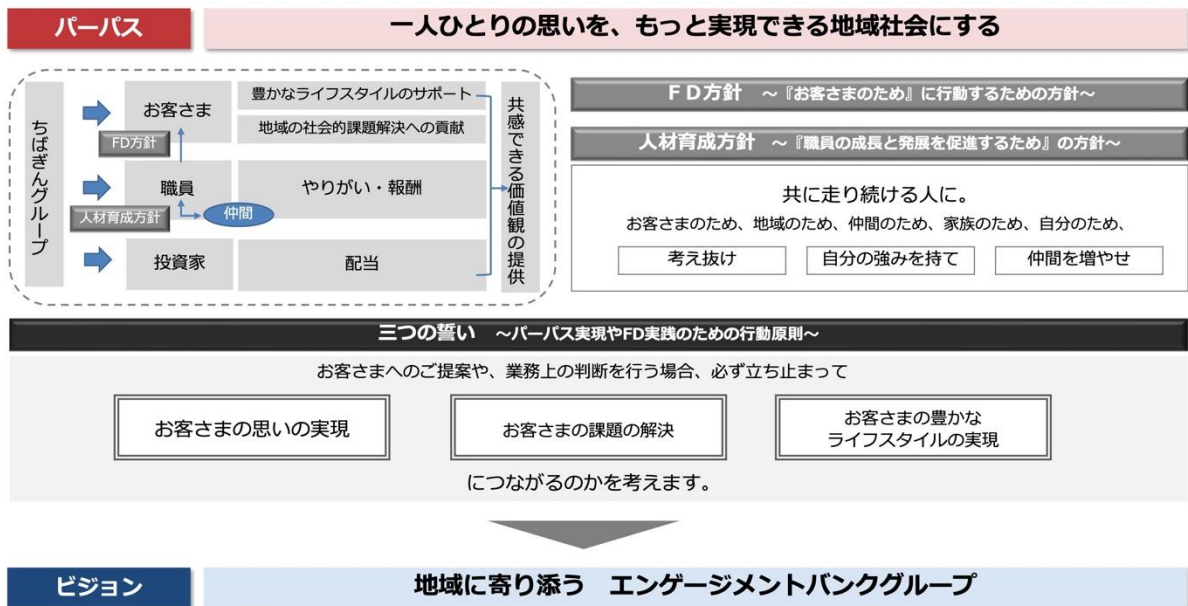 パーパス
一人ひとりの思いを、もっと実現できる地域社会にする
ちばぎんグループ
お客さま
豊かなライフスタイルのサポート
地域の社会的課題解決への貢献
FD方針
職員
やりがい・報酬
仲間
人材育成方針
投資家
配当
共感できる価値観の提供
FD方針 ～『お客さまのため』に行動するための方針～
人材育成方針 ～『職員の成長と発展を促進するため』の方針～
共に走り続ける人に。
お客さまのため、地域のため、仲間のため、家族のため、自分のため、
考え抜け
自分の強みを持て
仲間を増やせ
三つの誓い ～パーパス実現やFD実践のための行動原則～
お客さまへのご提案や、業務上の判断を行う場合、必ず立ち止まって
お客さまの思いの実現
お客さまの課題の解決
お客さまの豊かな
ライフスタイルの実現
につながるのかを考えます。
ビジョン
地域に寄り添う エンゲージメントバンクグループ